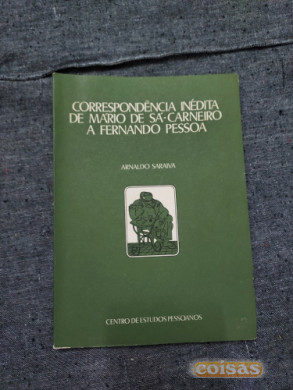 CORRESPONDÊNCIA INÉDITA
DE MÁRIO DE SÁ-CARNEIRO
A FERNANDO PESSOA
ARNALDO SARAIVA
CENTRO DE ESTUDOS PESSOANOS
coisas